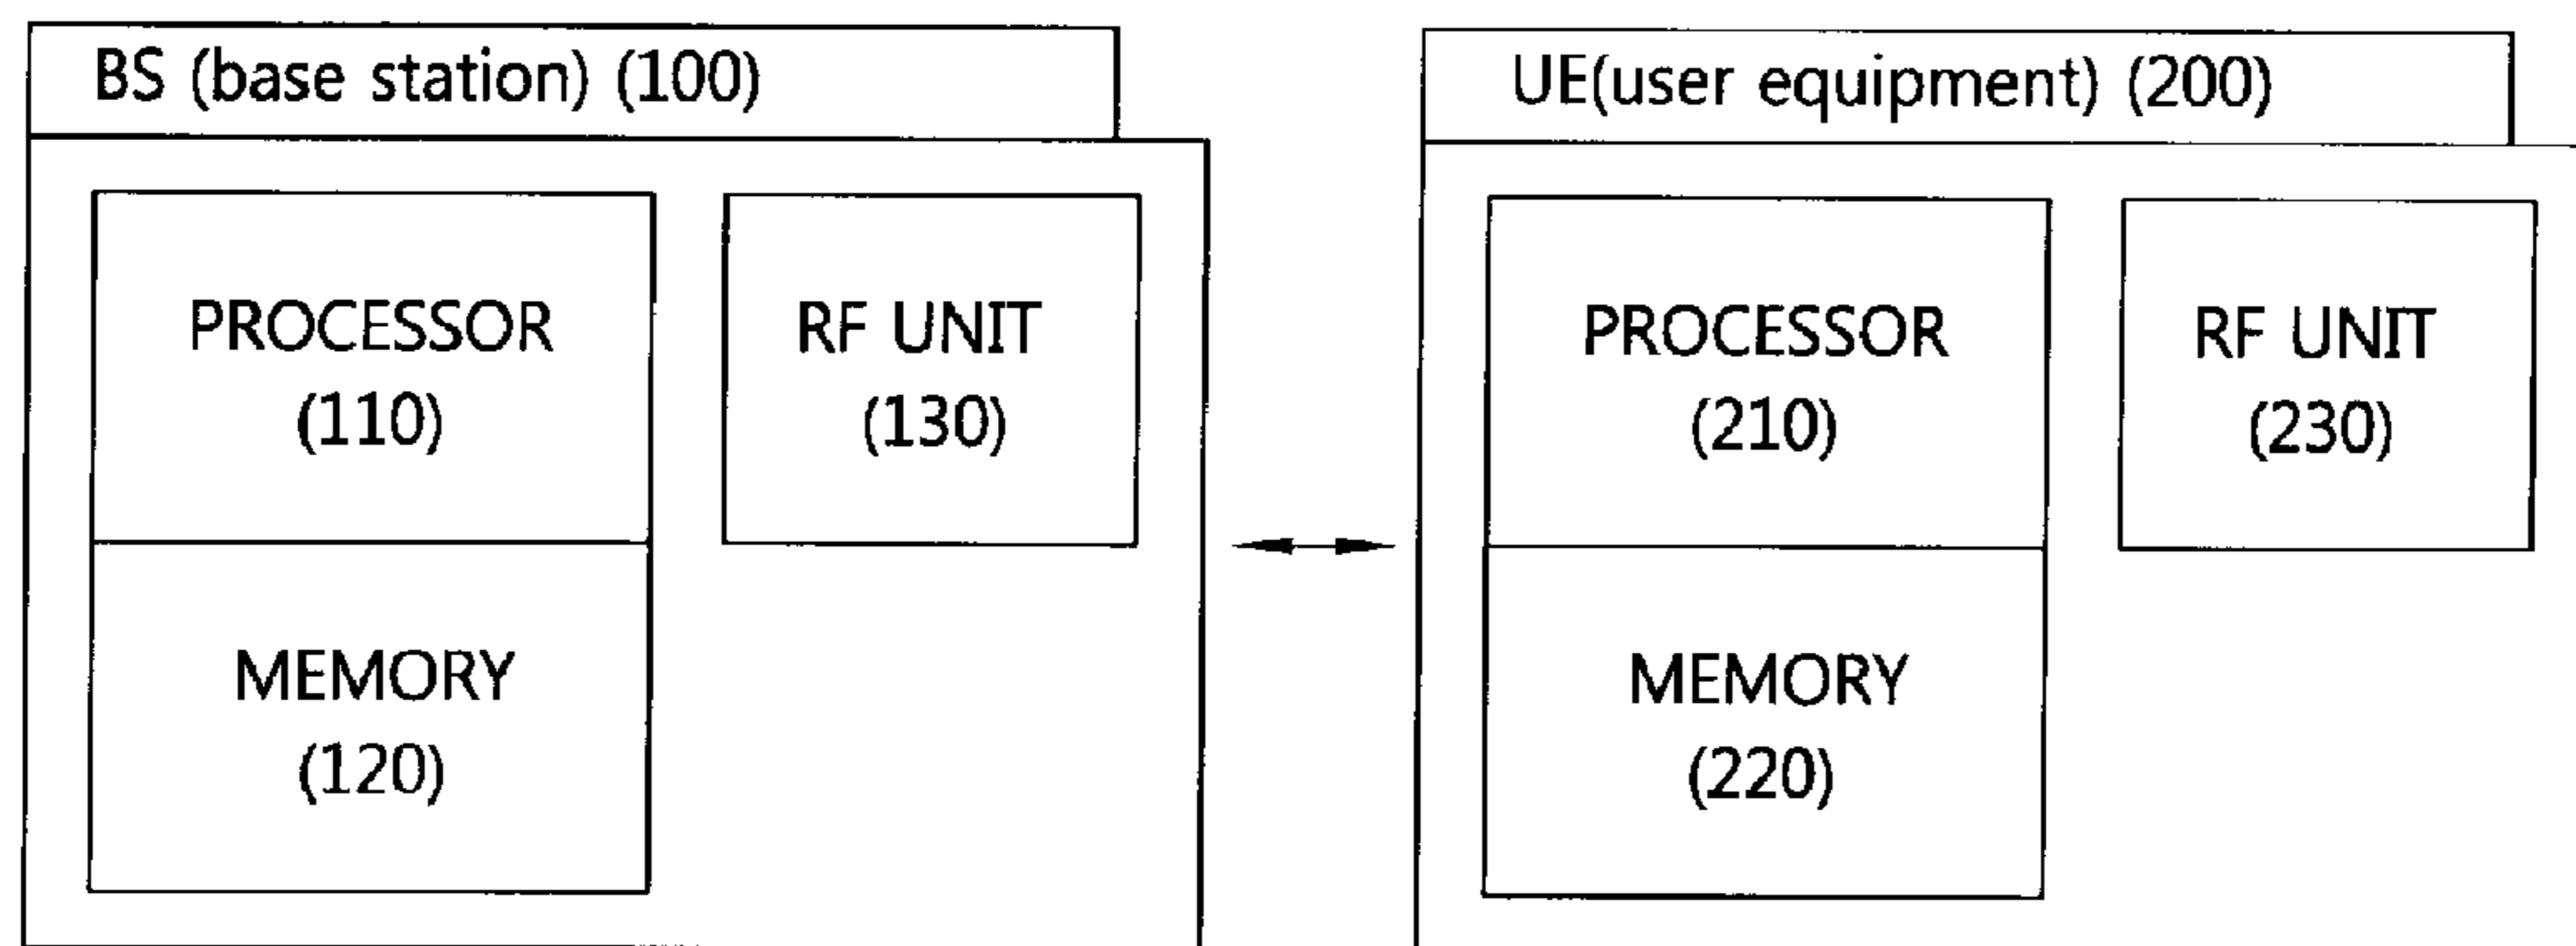 BS (base station) (100)
PROCESSOR
(110)
RF UNIT
(130)
MEMORY
(120)
UE(user equipment) (200)
PROCESSOR
(210)
RF UNIT
(230)
MEMORY
(220)